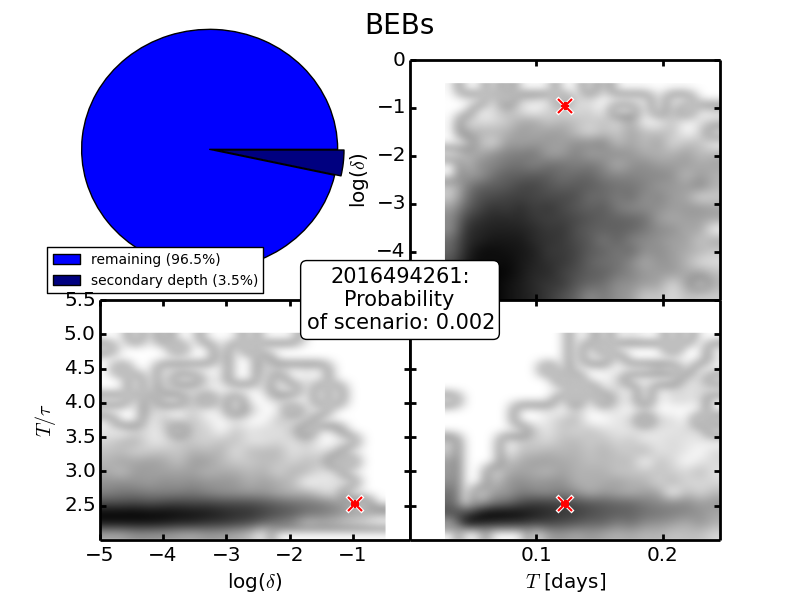 BEBs
remaining (96.5%)
secondary depth (3.5%)
log(δ)
0
−1
−2
−3
−4
2016494261:
Probability
of scenario: 0.002
T/τ
5.5
5.0
4.5
4.0
3.5
3.0
2.5
−5 −4 −3 −2 −1
log(δ)
0.1 0.2
T [days]